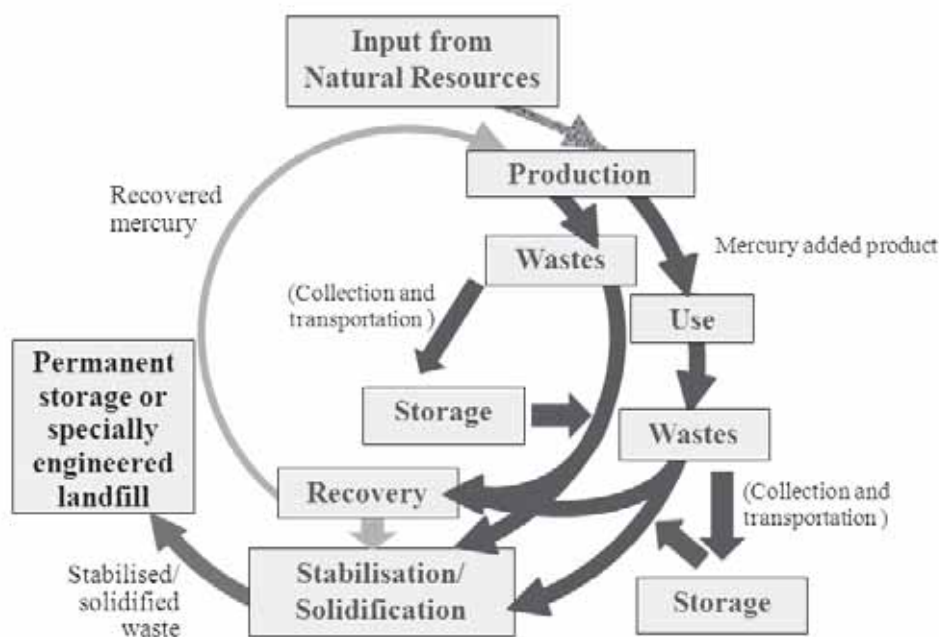 Input from
Natural Resources
Production
Recovered
mercury
Wastes
Mercury added product
(Collection and
transportation )
Use
Permanent
storage or
specially
engineered
landfill
Storage
Wastes
Recovery
(Collection and
transportation )
Stabilisation/
Solidification
Stabilised/
solidified
waste
Storage